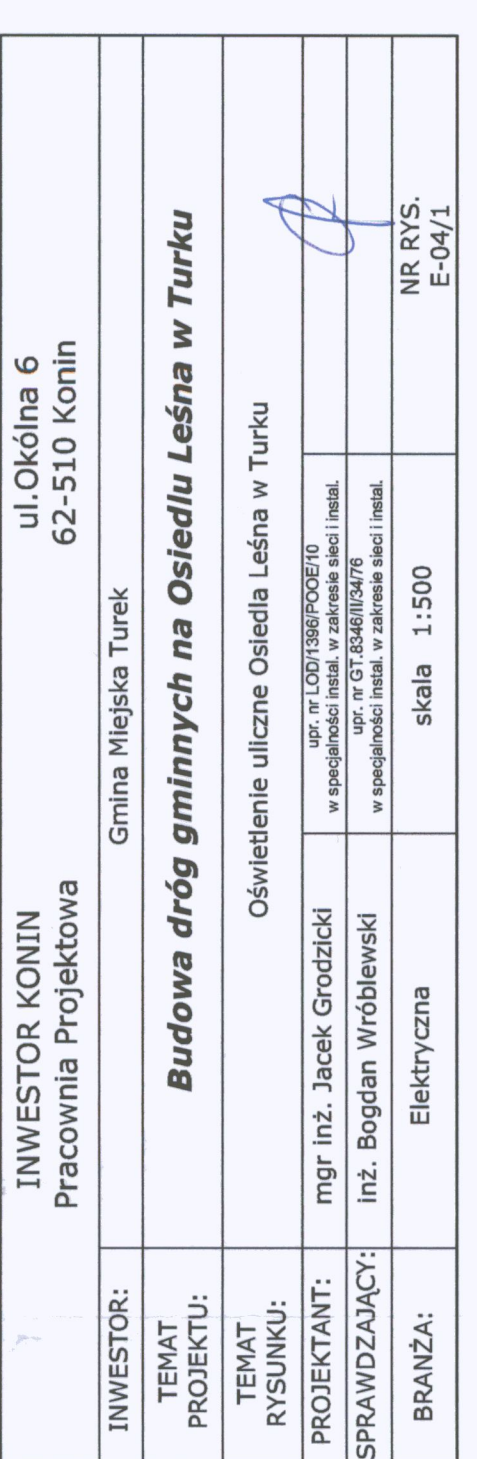 INWESTOR KONIN
Pracownia Projektowa
ul.Okólna 6
62-510 Konin
INWESTOR:
Gmina Miejska Turek
TEMAT
PROJEKTU:
Budowa dróg gminnych na Osiedlu Leśna w Turku
TEMAT
RYSUNKU:
Oświetlenie uliczne Osiedla Leśna w Turku
PROJEKTANT:
mgr inż. Jacek Grodzicki
upr. nr LOD/1396/POOE/10
w specjalności instal. w zakresie sieci i instal.
SPRAWDZAJĄCY:
inż. Bogdan Wróblewski
upr. nr GT.8346/II/34/76
w specjalności instal. w zakresie sieci i instal.
BRANŻA:
Elektryczna
skala 1:500
NR RYS.
E-04/1